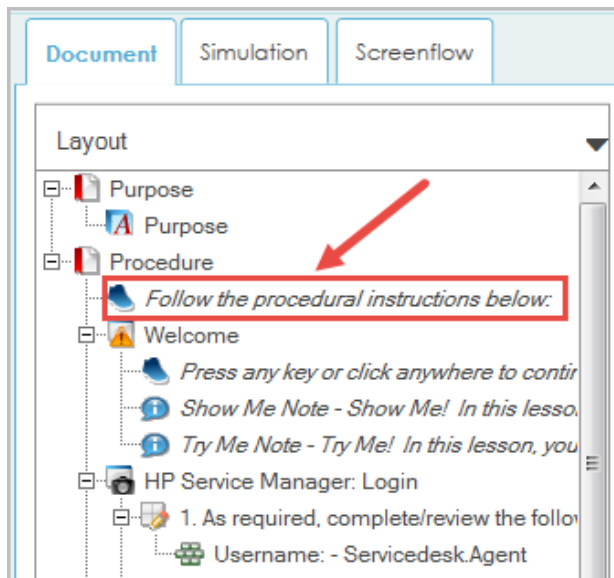 Document Simulation Screenflow
Layout
Purpose
Purpose
Procedure
Follow the procedural instructions below:
Welcome
Press any key or click anywhere to contin
Show Me Note - Show Me! In this lesso
Try Me Note - Try Me! In this lesson, you
HP Service Manager: Login
1. As required, complete/review the follow
Username: - Servicedesk.Agent